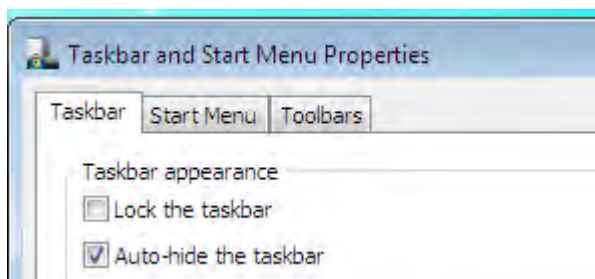 Taskbar and Start Menu Properties
Taskbar Start Menu Toolbars
Taskbar appearance
Lock the taskbar
Auto-hide the taskbar